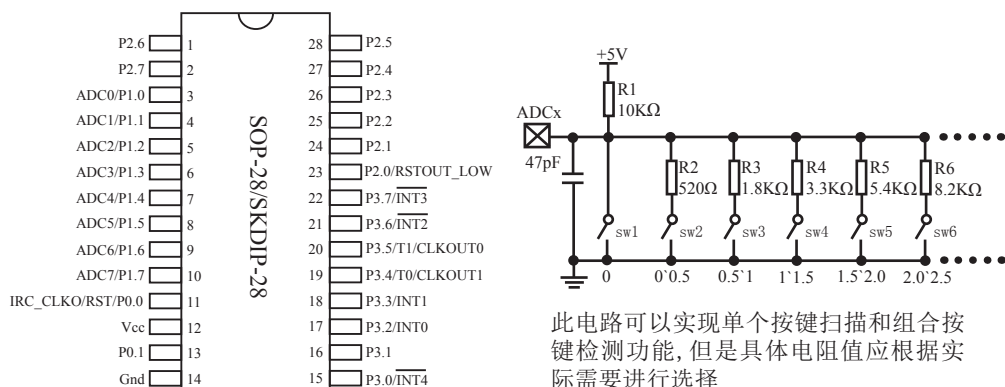 P2.6
1
28
P2.5
P2.7
2
27
P2.4
ADC0/P1.0
3
26
P2.3
ADC1/P1.1
4
25
P2.2
ADC2/P1.2
5
24
P2.1
ADC3/P1.3
6
23
P2.0/RSTOUT_LOW
ADC4/P1.4
7
22
P3.7/INT3
ADC5/P1.5
8
21
P3.6/INT2
ADC6/P1.6
9
20
P3.5/T1/CLKOUT0
ADC7/P1.7
10
19
P3.4/T0/CLKOUT1
IRC_CLKO/RST/P0.0
11
18
P3.3/INT1
Vcc
12
17
P3.2/INT0
P0.1
13
16
P3.1
Gnd
14
15
P3.0/INT4
SOP-28/SKDIP-28
+5V
R1
10KΩ
ADCx
47pF
R2
520Ω
R3
1.8KΩ
R4
3.3KΩ
R5
5.4KΩ
R6
8.2KΩ
sw1
sw2
sw3
sw4
sw5
sw6
0
0`0.5
0.5`1
1`1.5
1.5`2.0
2.0`2.5
此电路可以实现单个按键扫描和组合按
键检测功能,但是具体电阻值应根据实
际需要进行选择